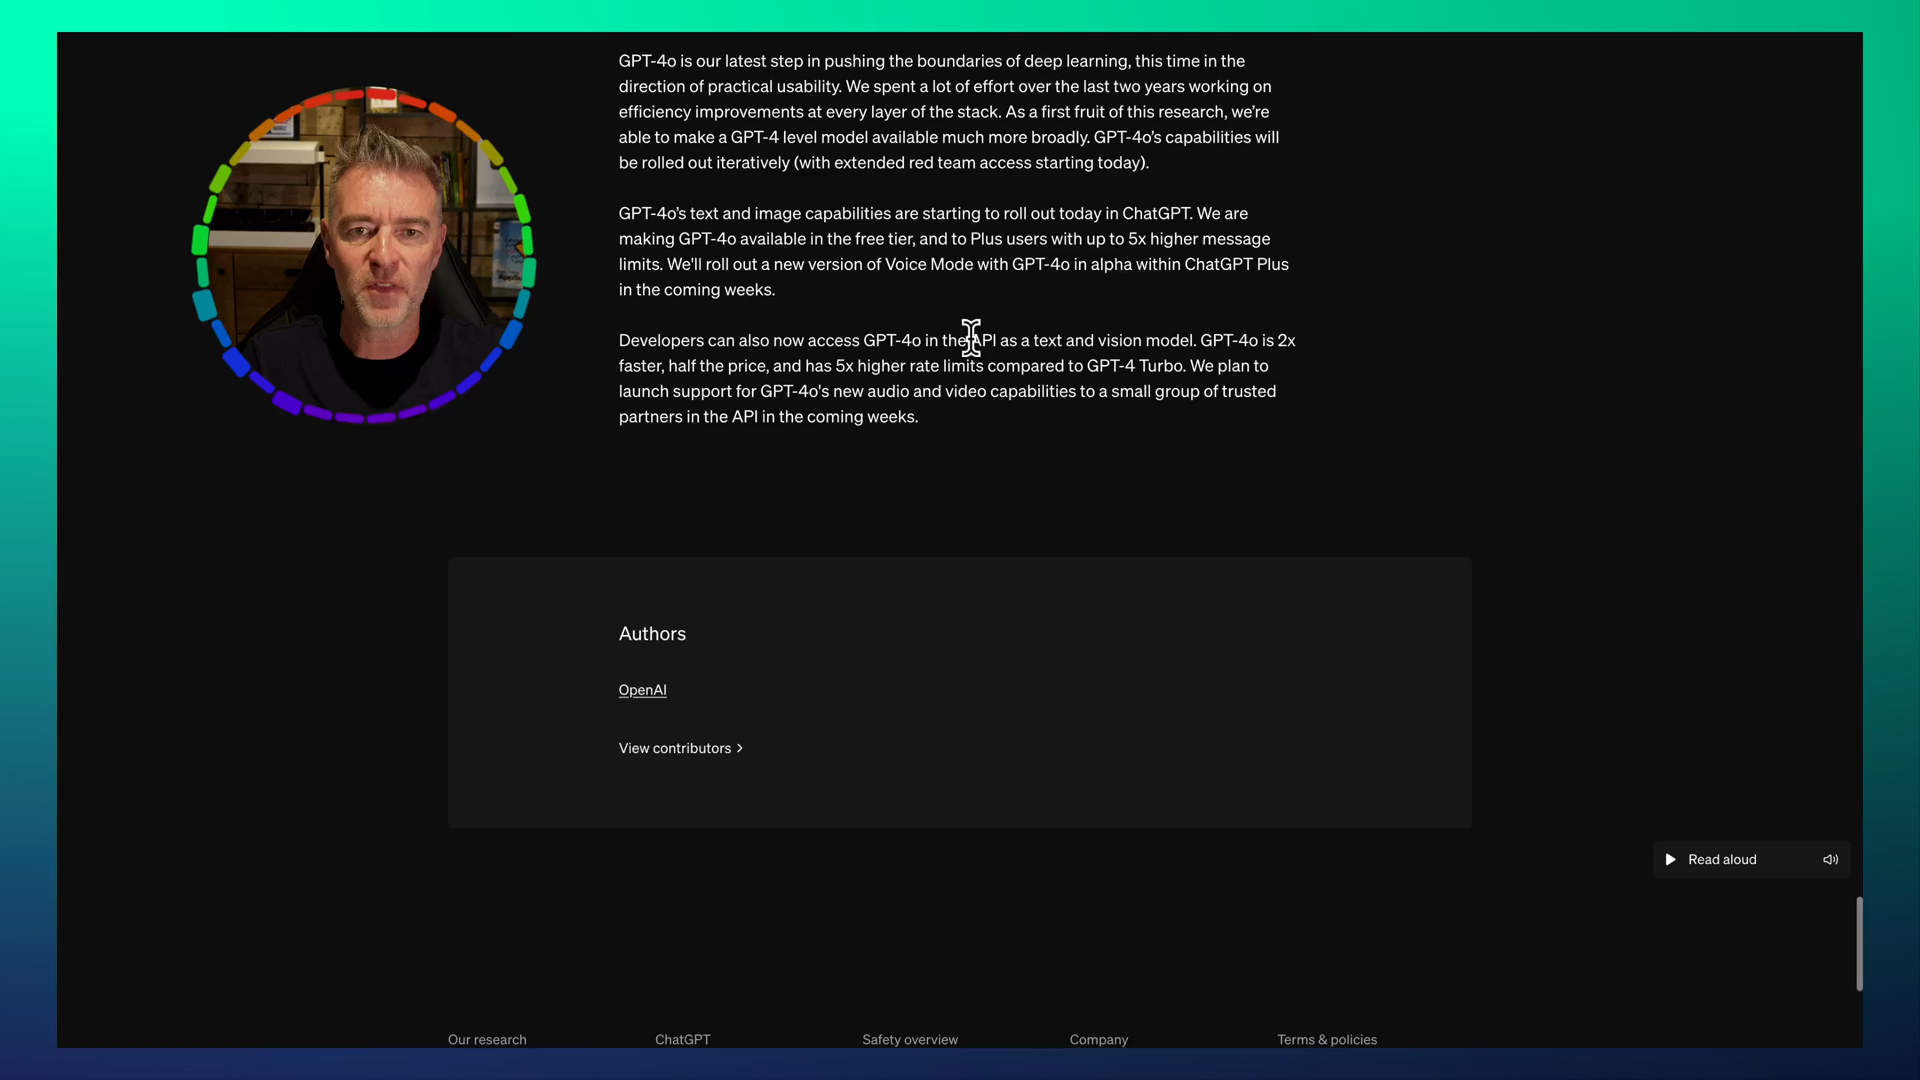 GPT-4o is our latest step in pushing the boundaries of deep learning, this time in the
direction of practical usability. We spent a lot of effort over the last two years working on
efficiency improvements at every layer of the stack. As a first fruit of this research, we’re
able to make a GPT-4 level model available much more broadly. GPT-4o’s capabilities will
be rolled out iteratively (with extended red team access starting today).
GPT-4o’s text and image capabilities are starting to roll out today in ChatGPT. We are
making GPT-4o available in the free tier, and to Plus users with up to 5x higher message
limits. We'll roll out a new version of Voice Mode with GPT-4o in alpha within ChatGPT Plus
in the coming weeks.
Developers can also now access GPT-4o in the API as a text and vision model. GPT-4o is 2x
faster, half the price, and has 5x higher rate limits compared to GPT-4 Turbo. We plan to
launch support for GPT-4o's new audio and video capabilities to a small group of trusted
partners in the API in the coming weeks.
Authors
OpenAI
View contributors
Read aloud
Our research
ChatGPT
Safety overview
Company
Terms & policies